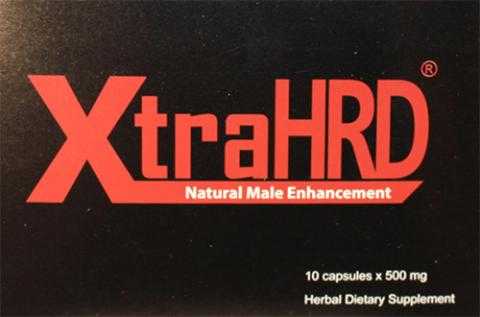 XtraHRD®
Natural Male Enhancement
10 capsules x 500 mg
Herbal Dietary Supplement